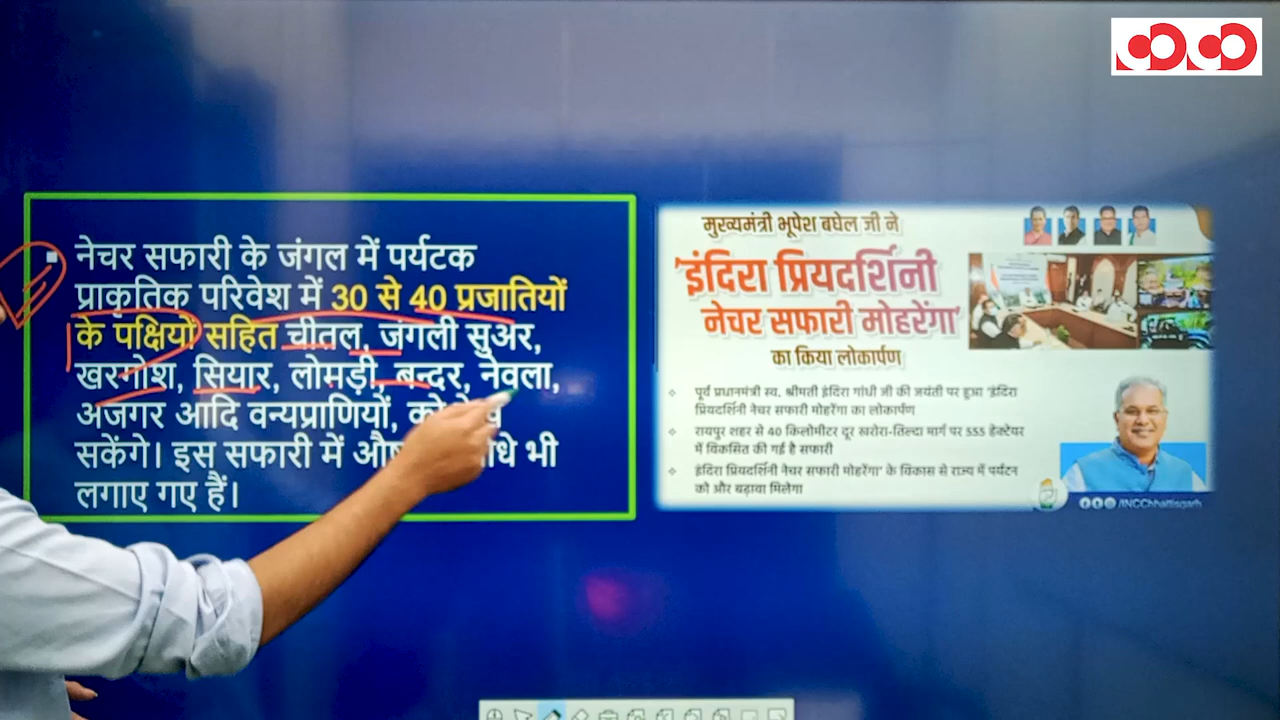 नेचर सफारी के जंगल में पर्यटक
प्राकृतिक परिवेश में 30 से 40 प्रजातियों
के पक्षियों सहित चीतल, जंगली सुअर,
खरगोश, सियार, लोमड़ी, बन्दर, नेवला,
अजगर आदि वन्यप्राणियों, को
सकेंगे। इस सफारी में भी
लगाए गए हैं।
मुख्यमंत्री भूपेश बघेल जी ने
'इंदिरा प्रियदर्शिनी
नेचर सफारी मोहरेंगा'
का किया लोकार्पण
पूर्व प्रधानमंत्री स्व. श्रीमती इंदिरा गांधी जी की जयंती पर हुआ 'इंदिरा
प्रियदर्शिनी नेचर सफारी मोहरेंगा का लोकार्पण
रायपुर शहर से 40 किलोमीटर दूर खरोरा-तिल्दा मार्ग पर 555 हेक्टेयर
में विकसित की गई है सफारी
इंदिरा प्रियदर्शिनी नेचर सफारी मोहरेंगा' के विकास से राज्य में पर्यटन
को और बढ़ावा मिलेगा
/INCChhattisgarh